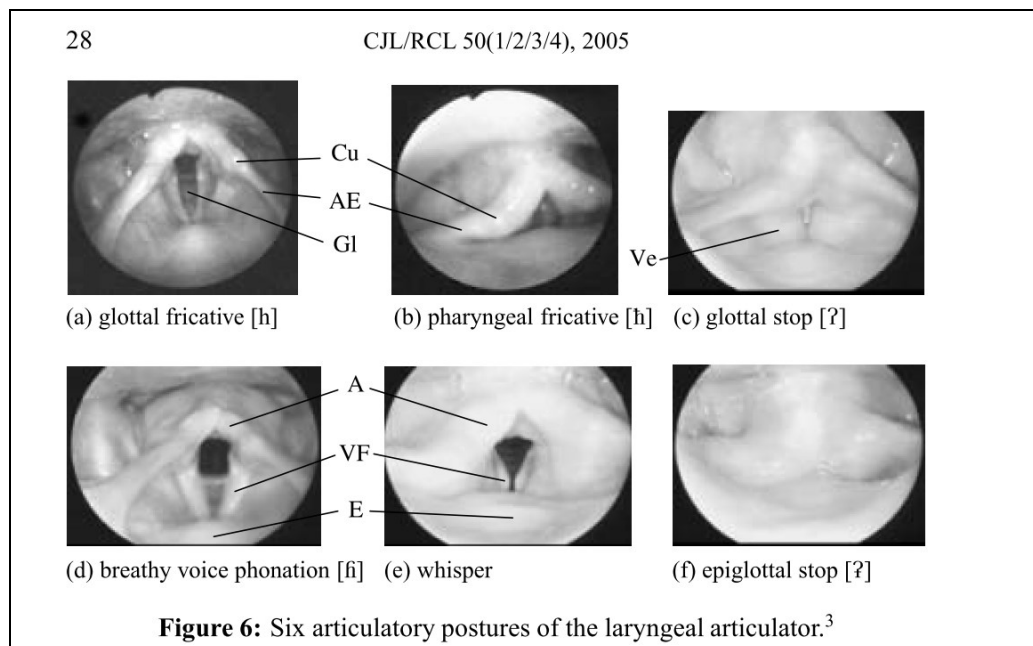 28 CJL/RCL 50(1/2/3/4), 2005
Cu
AE
Gl
Ve
(a) glottal fricative [h] (b) pharyngeal fricative [ħ] (c) glottal stop [ʔ]
A
VF
E
(d) breathy voice phonation [ɦ] (e) whisper (f) epiglottal stop [ʡ]
Figure 6: Six articulatory postures of the laryngeal articulator.3